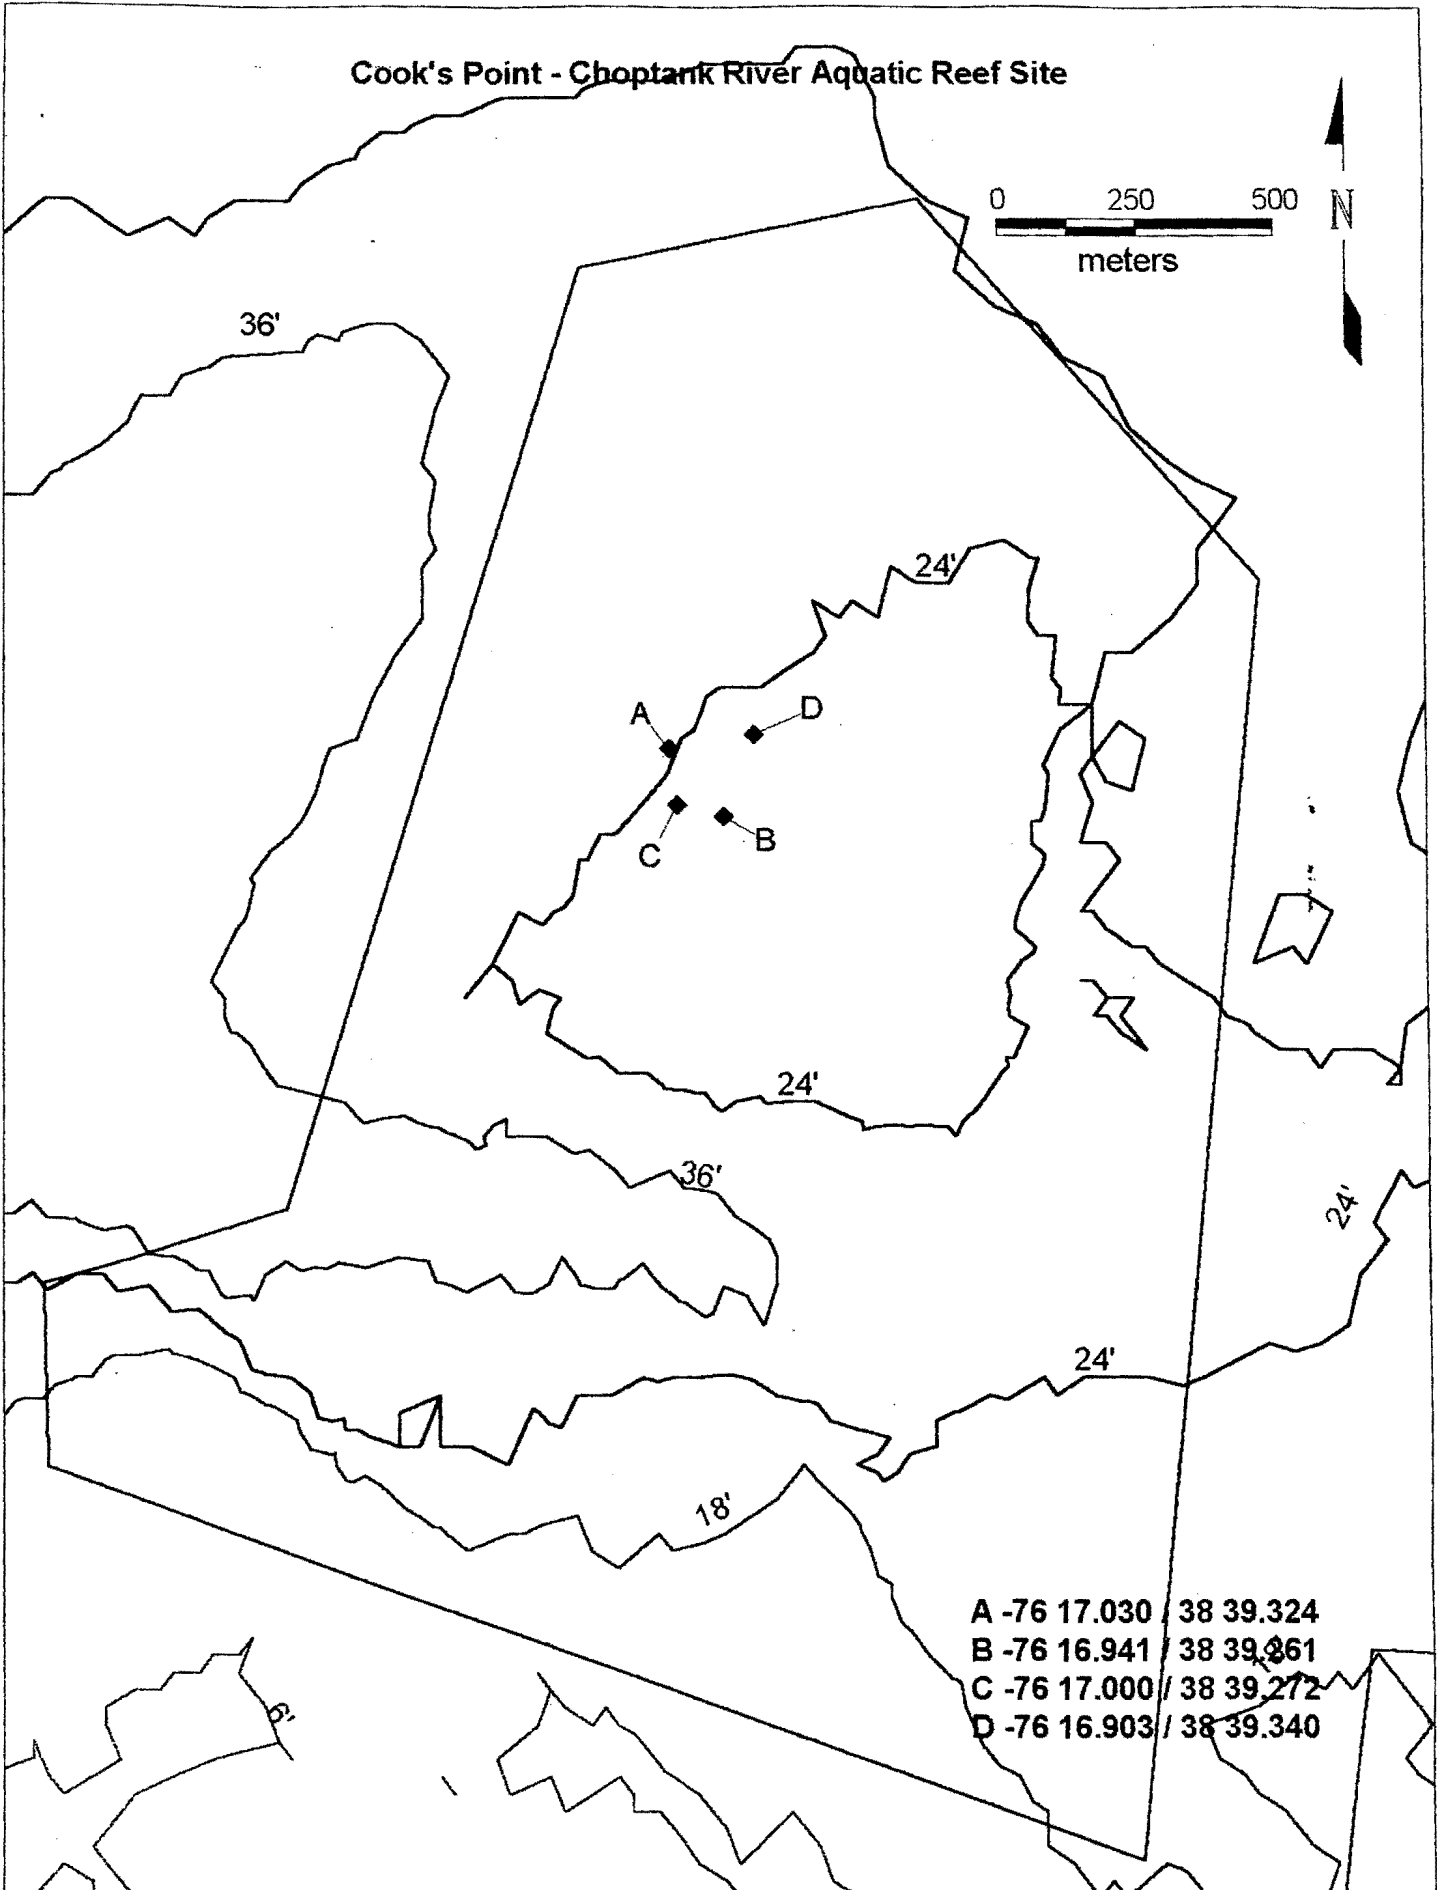 Cook's Point - Choptank River Aquatic Reef Site
0 250 500
N
meters
36'
24'
A
D
C
B
24'
36'
24'
24'
18'
A -76 17.030 / 38 39.324
B -76 16.941 / 38 39.261
C -76 17.000 / 38 39.272
D -76 16.903 / 38 39.340
6'